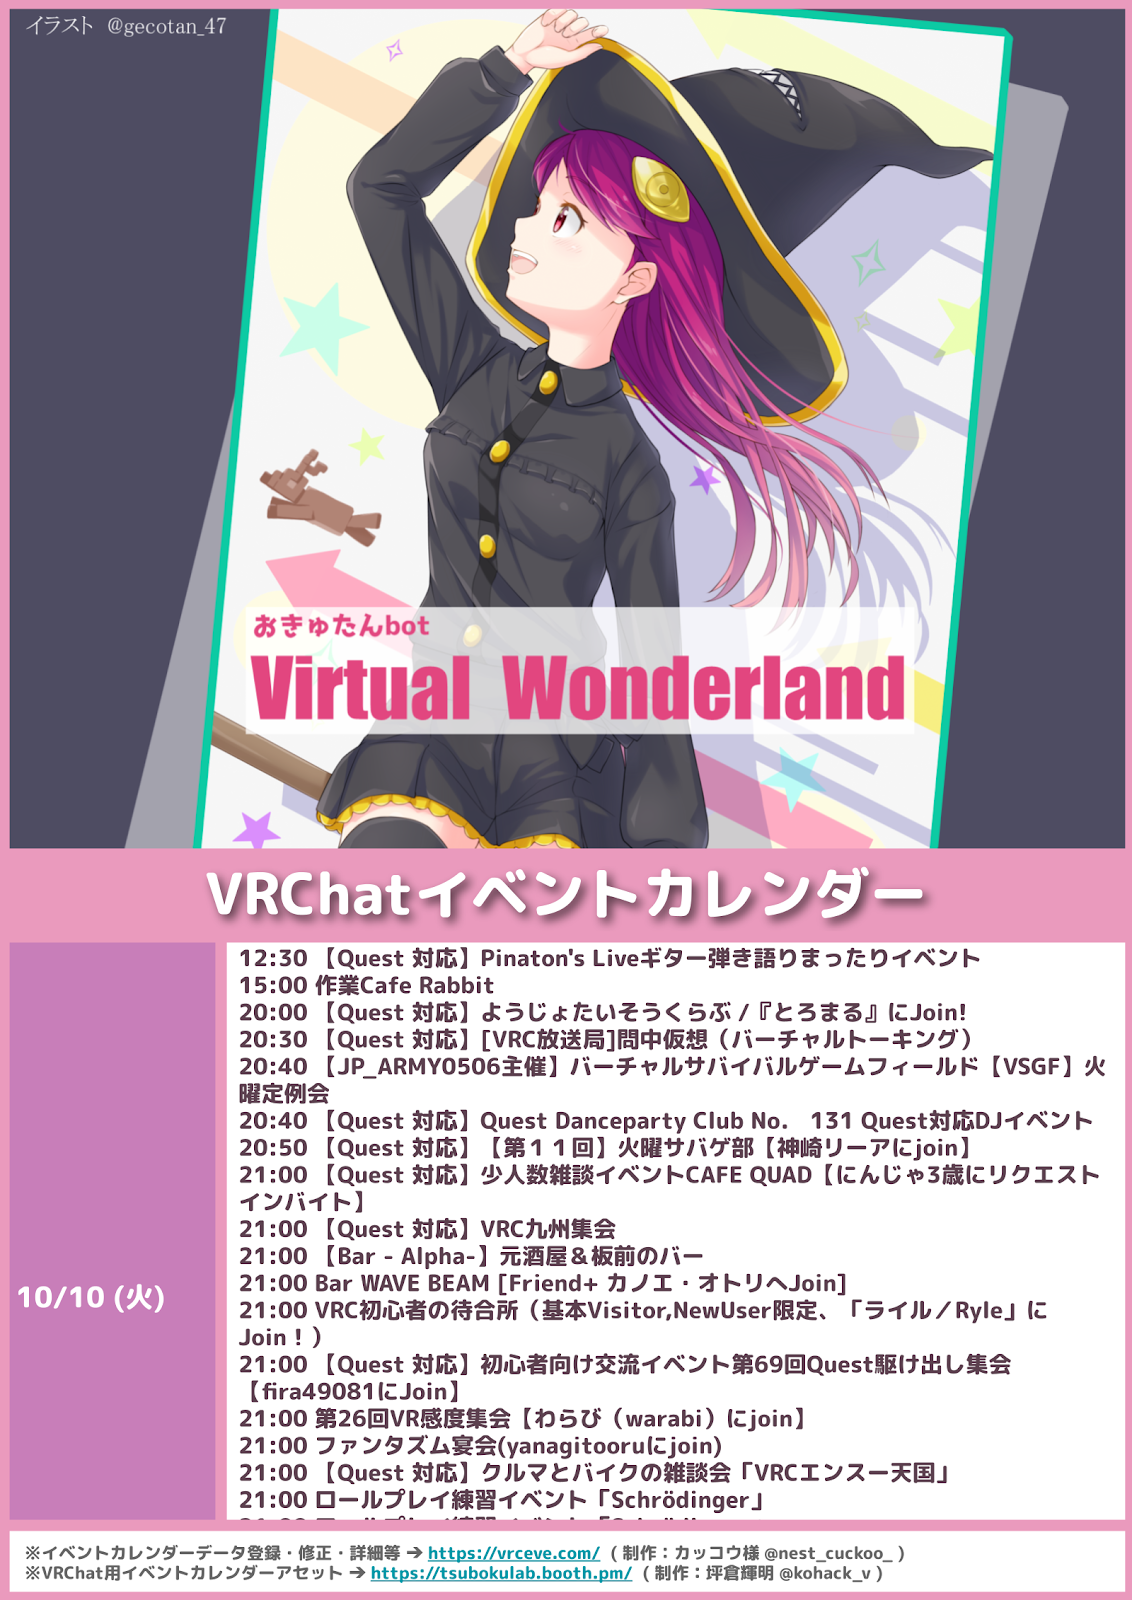 イラスト @gecotan_47
おきゅたんbot
Virtual Wonderland
VRChatイベントカレンダー
10/10 (火)
12:30 【Quest 対応】Pinaton's Liveギター弾き語りまったりイベント
15:00 作業Cafe Rabbit
20:00 【Quest 対応】ようじょたいそうくらぶ /『とろまる』にJoin!
20:30 【Quest 対応】[VRC放送局]問中仮想（バーチャルトーキング）
20:40 【JP_ARMY0506主催】バーチャルサバイバルゲームフィールド【VSGF】火
曜定例会
20:40 【Quest 対応】Quest Danceparty Club No. 131 Quest対応DJイベント
20:50 【Quest 対応】【第１１回】火曜サバゲ部【神崎リーアにjoin】
21:00 【Quest 対応】少人数雑談イベントCAFE QUAD【にんじゃ3歳にリクエスト
インバイト】
21:00 【Quest 対応】VRC九州集会
21:00 【Bar - Alpha-】元酒屋＆板前のバー
21:00 Bar WAVE BEAM [Friend+ カノエ・オトリへJoin]
21:00 VRC初心者の待合所（基本Visitor,NewUser限定、「ライル／Ryle」に
Join！）
21:00 【Quest 対応】初心者向け交流イベント第69回Quest駆け出し集会
【fira49081にJoin】
21:00 第26回VR感度集会【わらび（warabi）にjoin】
21:00 ファンタズム宴会(yanagitooruにjoin)
21:00 【Quest 対応】クルマとバイクの雑談会「VRCエンスー天国」
21:00 ロールプレイ練習イベント「Schrödinger」
※イベントカレンダーデータ登録・修正・詳細等 ➔ https://vrceve.com/ ( 制作：カッコウ様 @nest_cuckoo_ )
※VRChat用イベントカレンダーアセット ➔ https://tsubokulab.booth.pm/ ( 制作：坪倉輝明 @kohack_v )